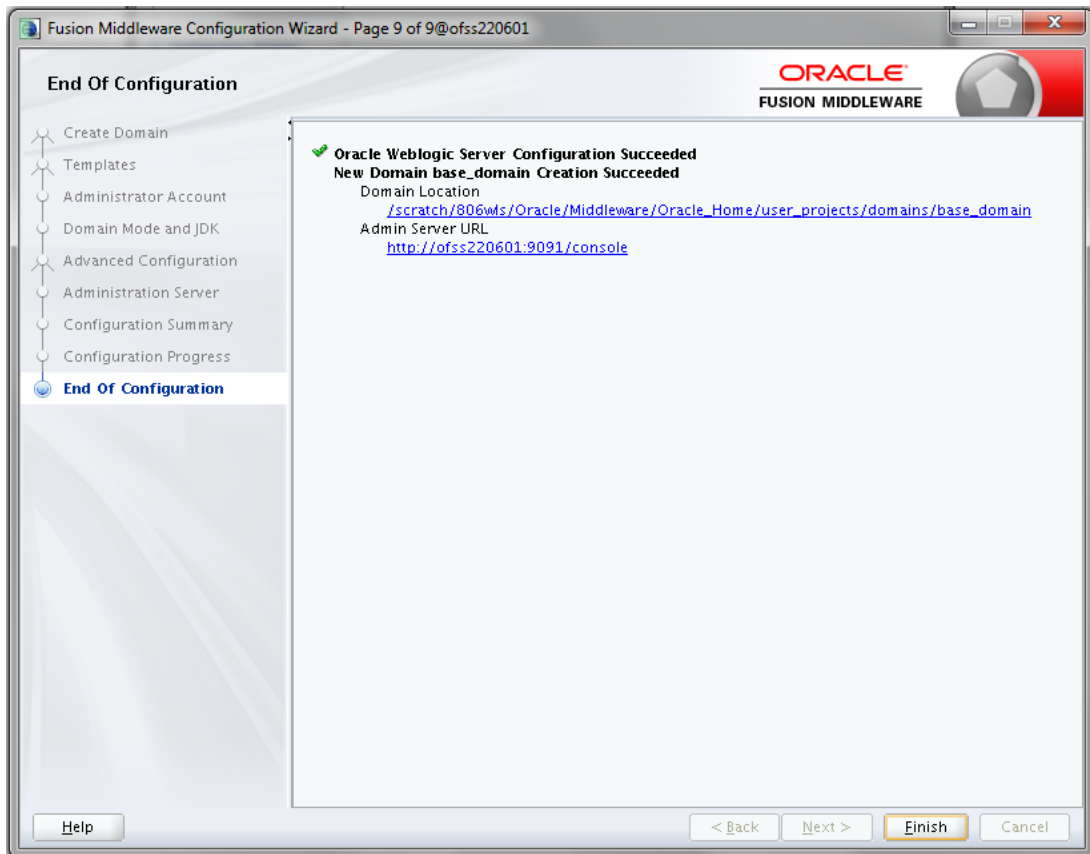 Fusion Middleware Configuration Wizard - Page 9 of 9@ofss220601
End Of Configuration
ORACLE
FUSION MIDDLEWARE
Create Domain
Templates
Administrator Account
Domain Mode and JDK
Advanced Configuration
Administration Server
Configuration Summary
Configuration Progress
End Of Configuration
Oracle Weblogic Server Configuration Succeeded
New Domain base_domain Creation Succeeded
Domain Location
/scratch/806wls/Oracle/Middleware/Oracle_Home/user_projects/domains/base_domain
Admin Server URL
http://ofss220601:9091/console
Help
< Back
Next >
Finish
Cancel